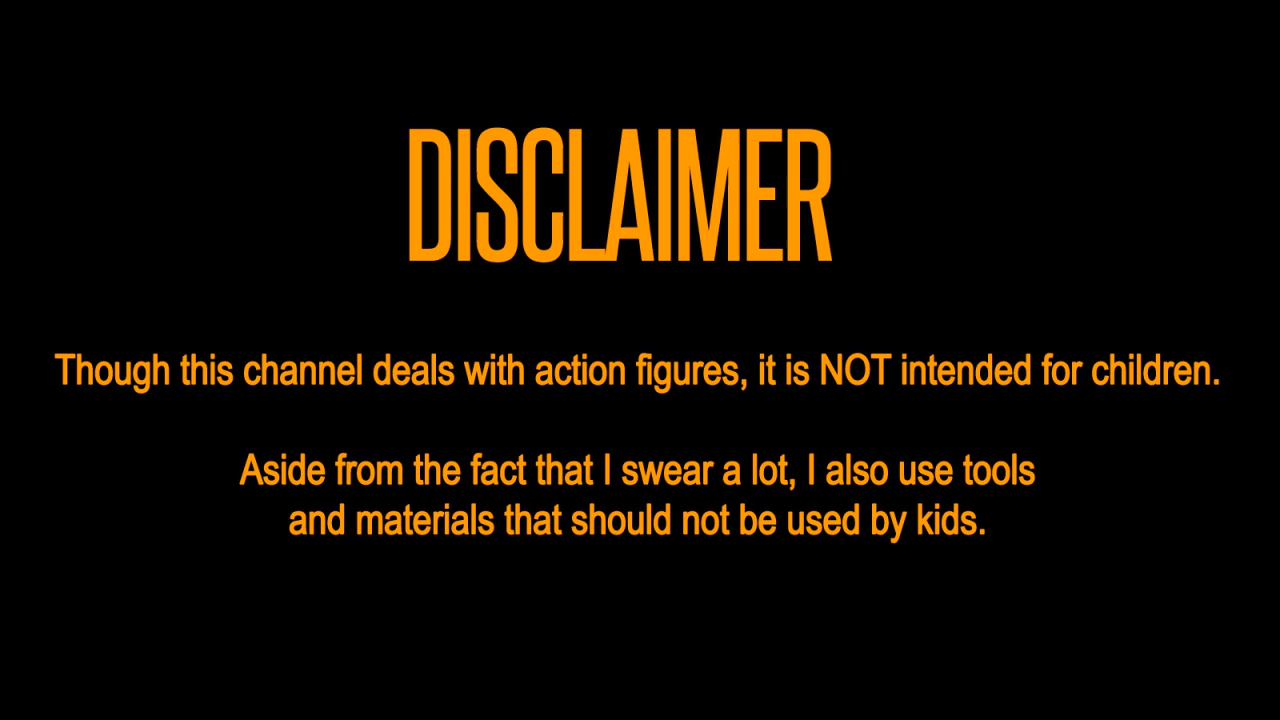 DISCLAIMER
Though this channel deals with action figures, it is NOT intended for children.
Aside from the fact that I swear a lot, I also use tools
and materials that should not be used by kids.